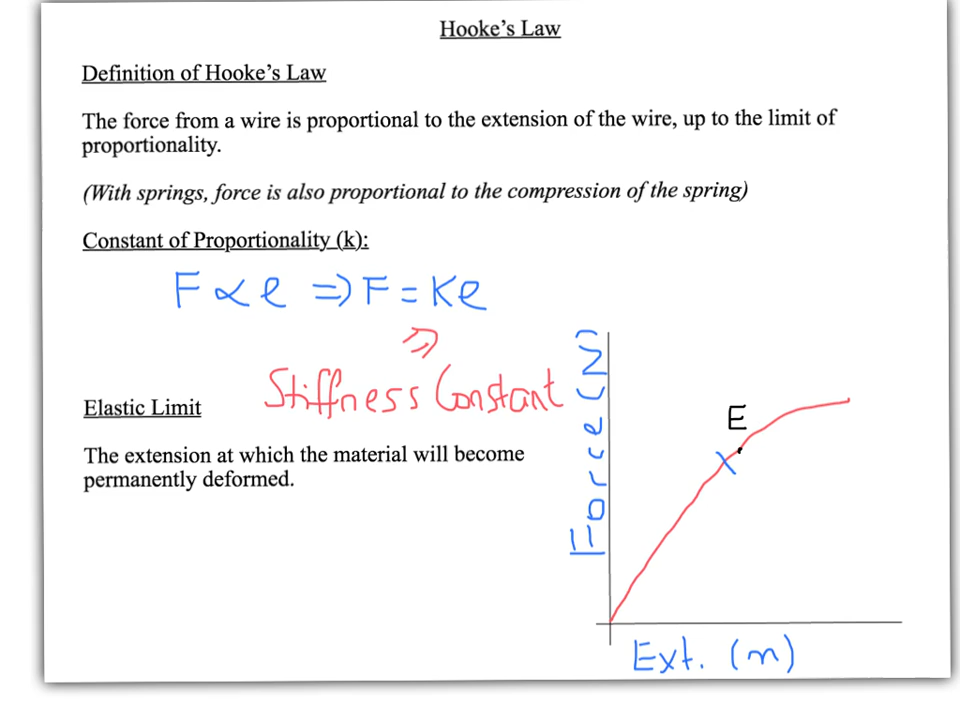 Hooke's Law
Definition of Hooke's Law
The force from a wire is proportional to the extension of the wire, up to the limit of
proportionality.
(With springs, force is also proportional to the compression of the spring)
Constant of Proportionality (k):
F ∝ e ⇒ F = Ke
⇒
Stiffness Constant
Elastic Limit
The extension at which the material will become
permanently deformed.
Force (N)
E
X
Ext. (m)